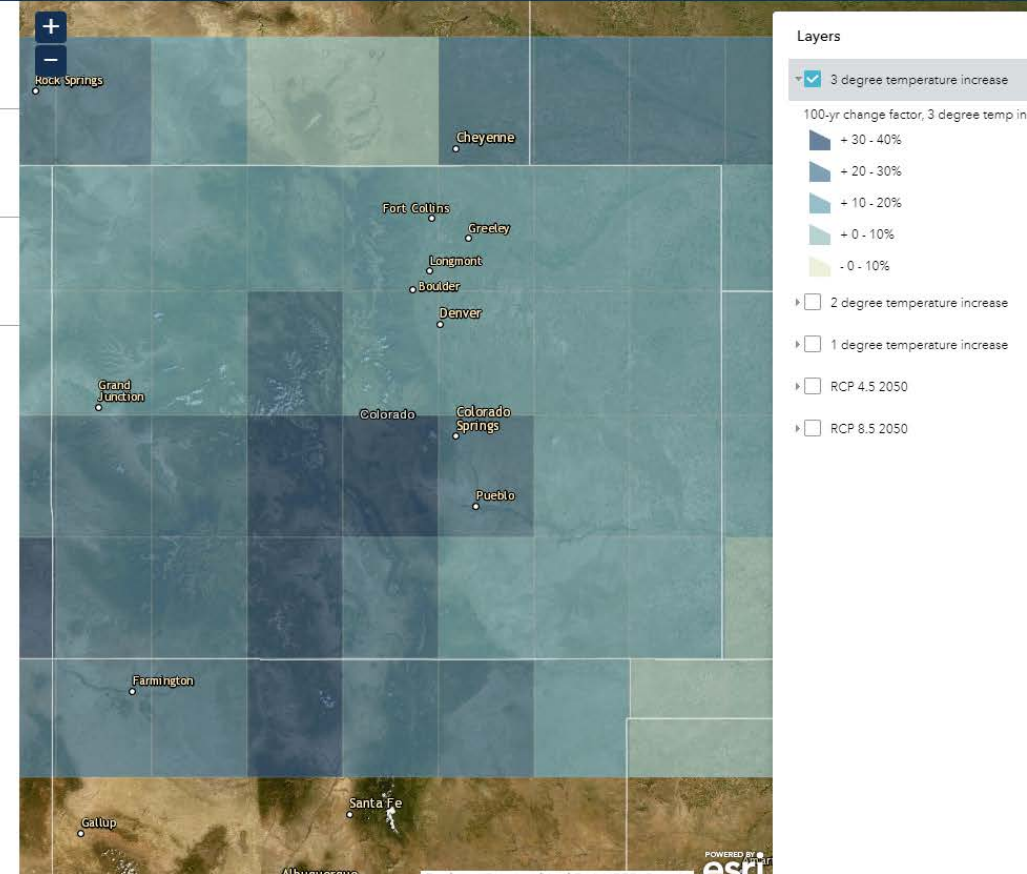 +
−
Rock Springs
Cheyenne
Fort Collins
Greeley
Longmont
Boulder
Denver
Grand
Junction
Colorado
Colorado
Springs
Pueblo
Farmington
Santa Fe
Gallup
Albuquerque
POWERED BY
esri
Layers
3 degree temperature increase
100-yr change factor, 3 degree temp in
+ 30 - 40%
+ 20 - 30%
+ 10 - 20%
+ 0 - 10%
- 0 - 10%
2 degree temperature increase
1 degree temperature increase
RCP 4.5 2050
RCP 8.5 2050